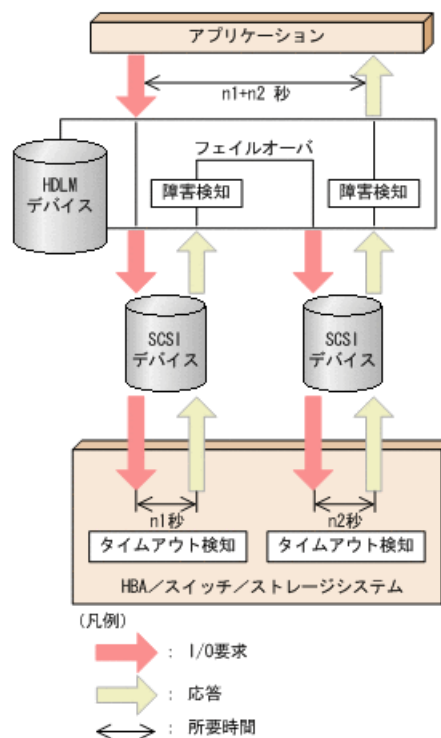 アプリケーション
n1+n2 秒
フェイルオーバ
HDLM
デバイス
障害検知
障害検知
SCSI
デバイス
SCSI
デバイス
n1秒
n2秒
タイムアウト検知
タイムアウト検知
HBA／スイッチ／ストレージシステム
(凡例)
： I/O要求
： 応答
： 所要時間